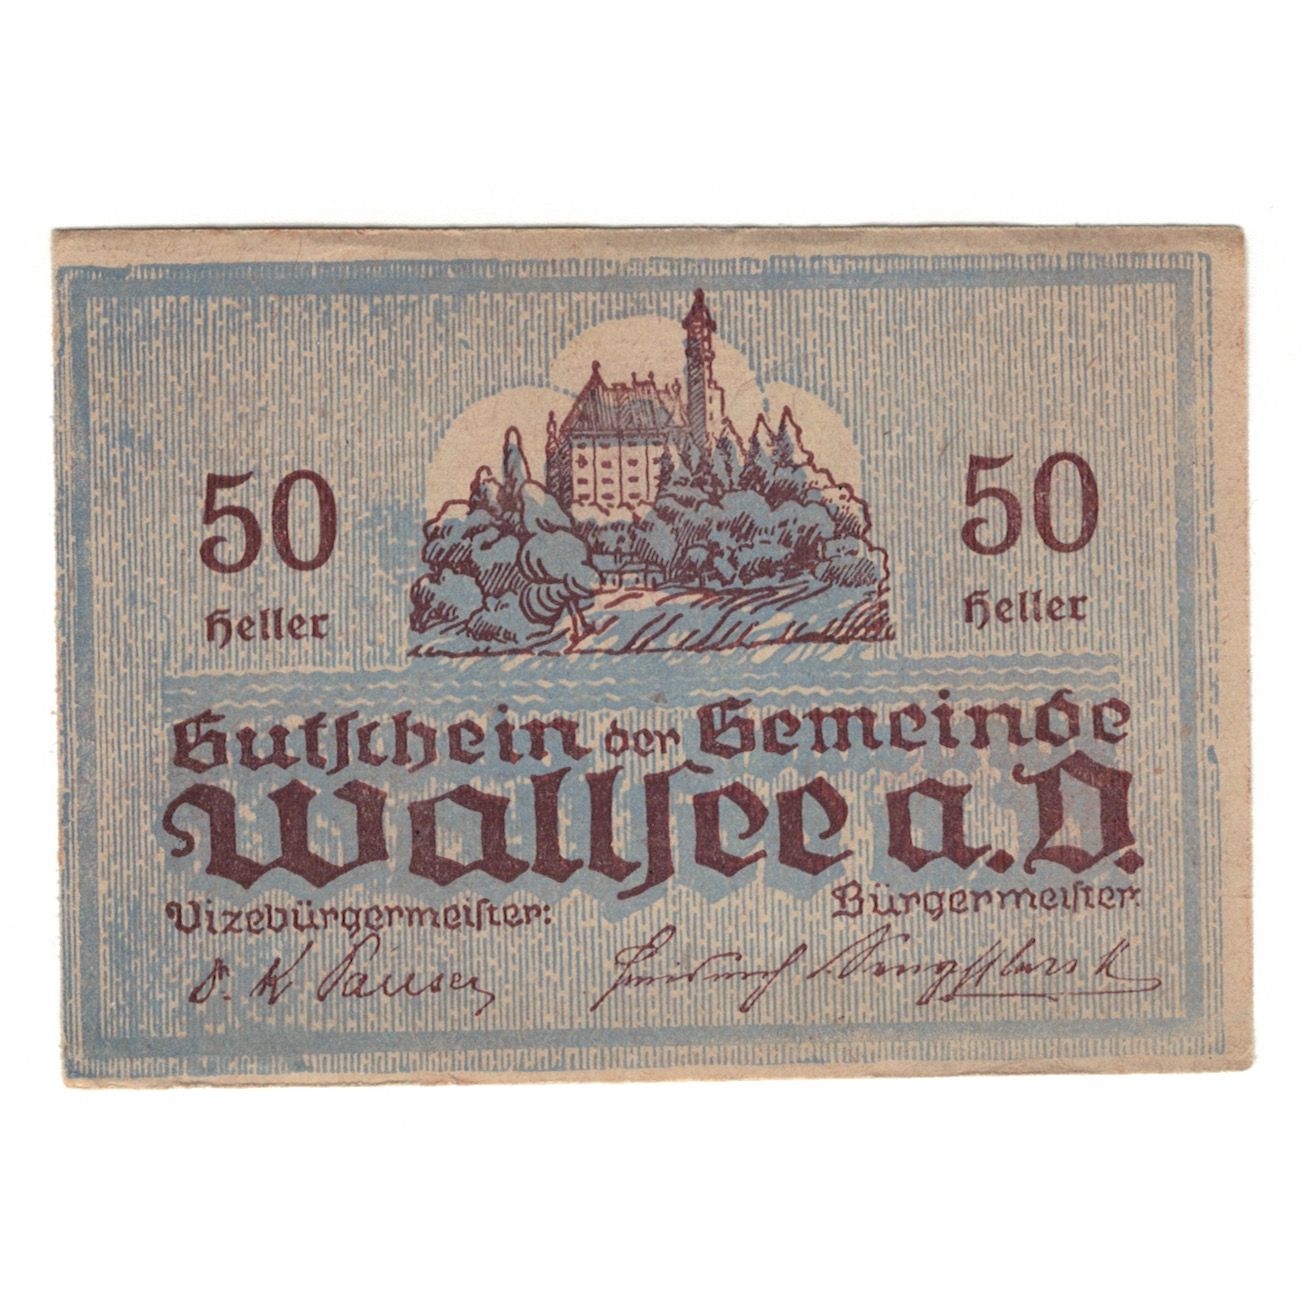 50 50
Heller Heller
Gutschein der Gemeinde
Wallsee a.D.
Vizebürgermeister: Bürgermeister: